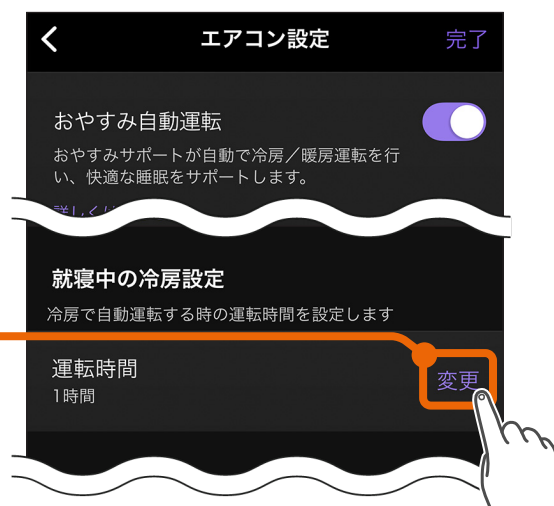 エアコン設定 完了
おやすみ自動運転
おやすみサポートが自動で冷房／暖房運転を行
い、快適な睡眠をサポートします。
詳しくは
就寝中の冷房設定
冷房で自動運転する時の運転時間を設定します
運転時間 変更
1時間